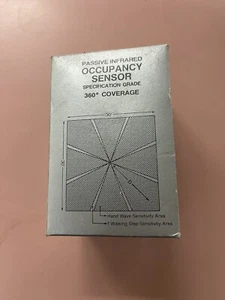 PASSIVE INFRARED
OCCUPANCY
SENSOR
SPECIFICATION GRADE
360° COVERAGE
Hand Wave Sensitivity Area
Walking Step Sensitivity Area